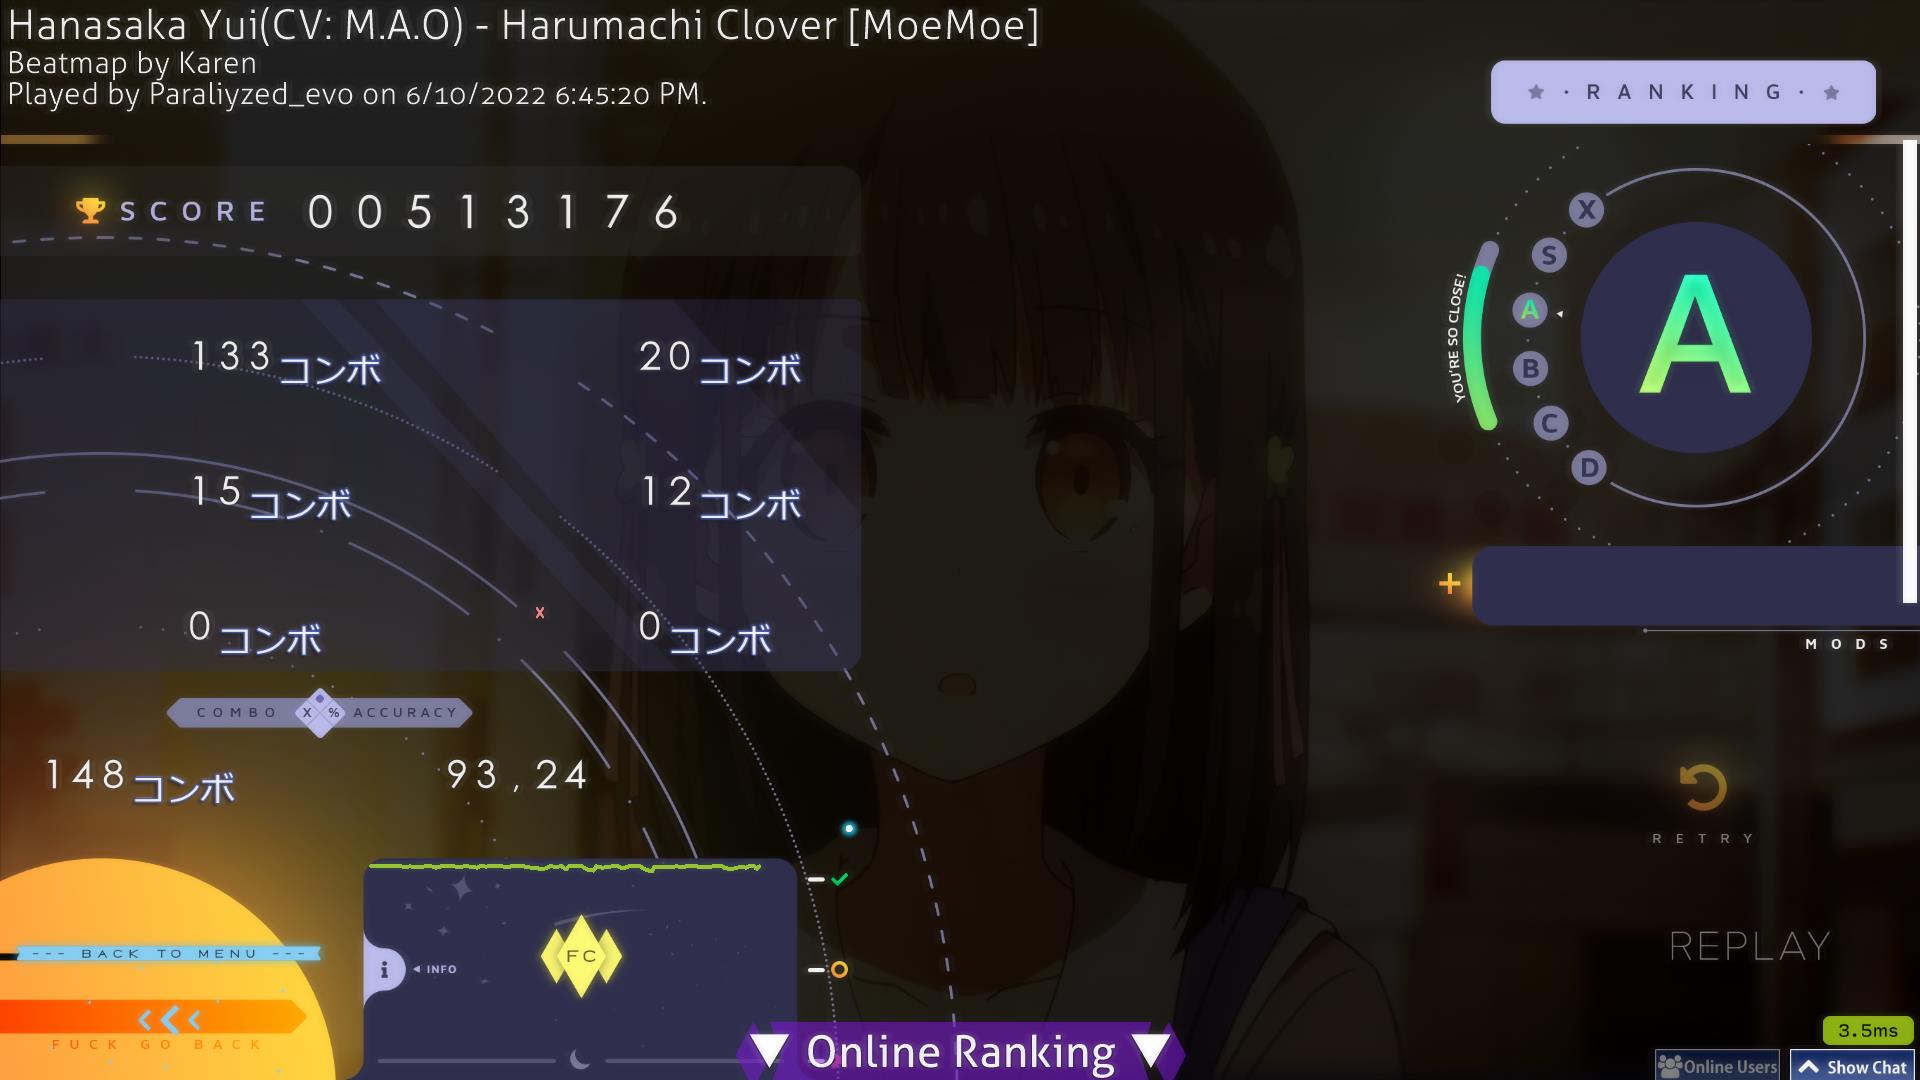 Hanasaka Yui(CV: M.A.O) - Harumachi Clover [MoeMoe]
Beatmap by Karen
Played by Paraliyzed_evo on 6/10/2022 6:45:20 PM.
★ · RANKING · ★
SCORE 00513176
133コンボ 20コンボ
15コンボ 12コンボ
0コンボ 0コンボ
X
S
A
B
C
D
YOU'RE SO CLOSE!
A
+
MODS
COMBO X % ACCURACY
148コンボ 93,24
RETRY
REPLAY
--- BACK TO MENU ---
FUCK GO BACK
i ◄ INFO
FC
▼ Online Ranking ▼
3.5ms
Online Users
Show Chat